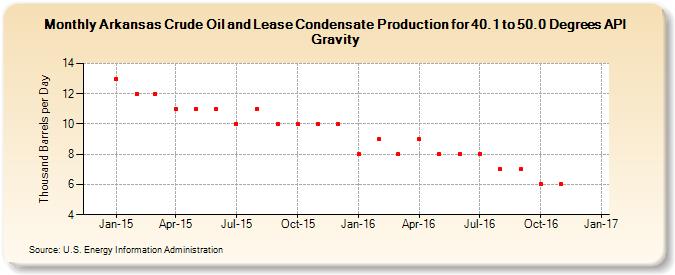 Monthly Arkansas Crude Oil and Lease Condensate Production for 40.1 to 50.0 Degrees API
Gravity
Thousand Barrels per Day
14
12
10
8
6
4
Jan-15 Apr-15 Jul-15 Oct-15 Jan-16 Apr-16 Jul-16 Oct-16 Jan-17
Source: U.S. Energy Information Administration